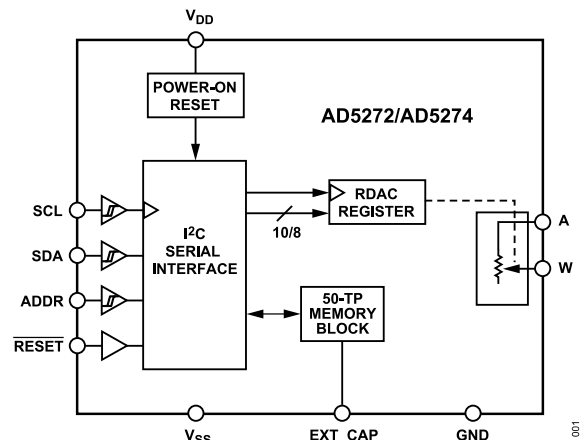 VDD
POWER-ON
RESET
AD5272/AD5274
SCL
SDA
ADDR
RESET
I2C
SERIAL
INTERFACE
10/8
RDAC
REGISTER
A
W
50-TP
MEMORY
BLOCK
VSS
EXT_CAP
GND
001